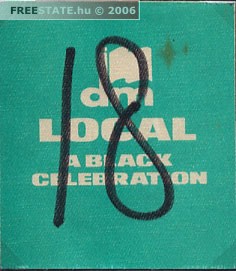 FREESTATE.hu © 2006
18
dm
LOCAL
A BLACK
CELEBRATION